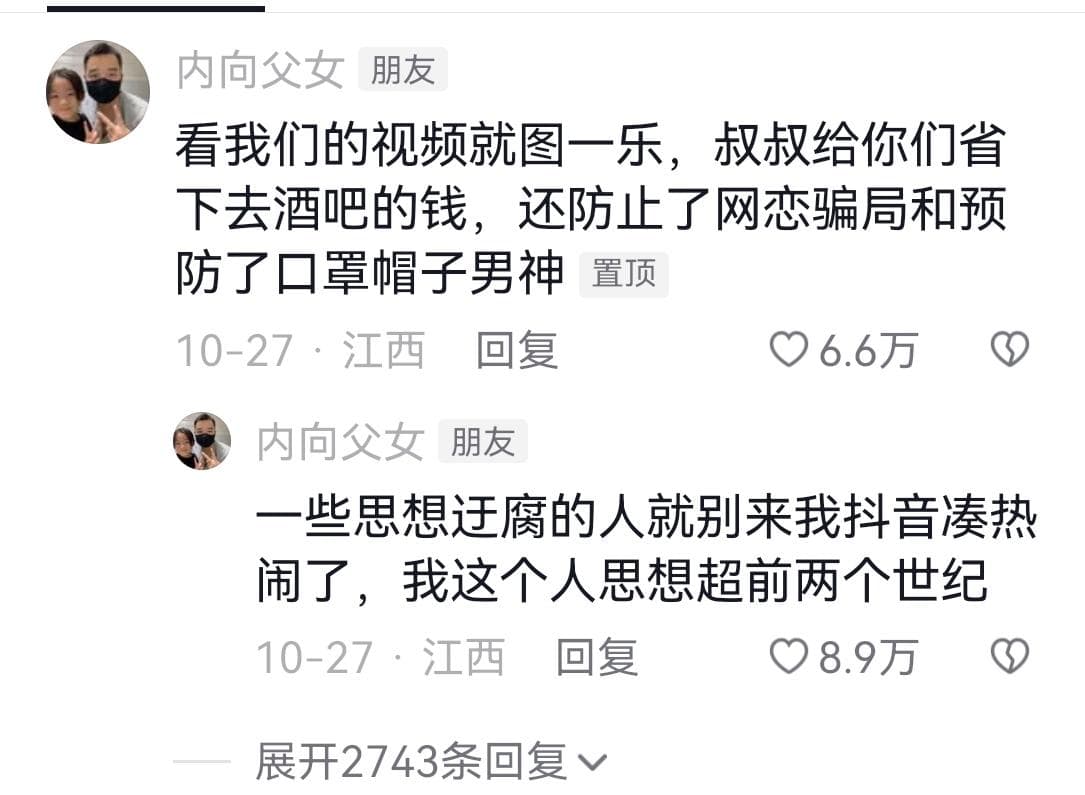 内向父女 朋友
看我们的视频就图一乐，叔叔给你们省
下去酒吧的钱，还防止了网恋骗局和预
防了口罩帽子男神 置顶
10-27 · 江西 回复 6.6万
内向父女 朋友
一些思想迂腐的人就别来我抖音凑热
闹了，我这个人思想超前两个世纪
10-27 · 江西 回复 8.9万
展开2743条回复